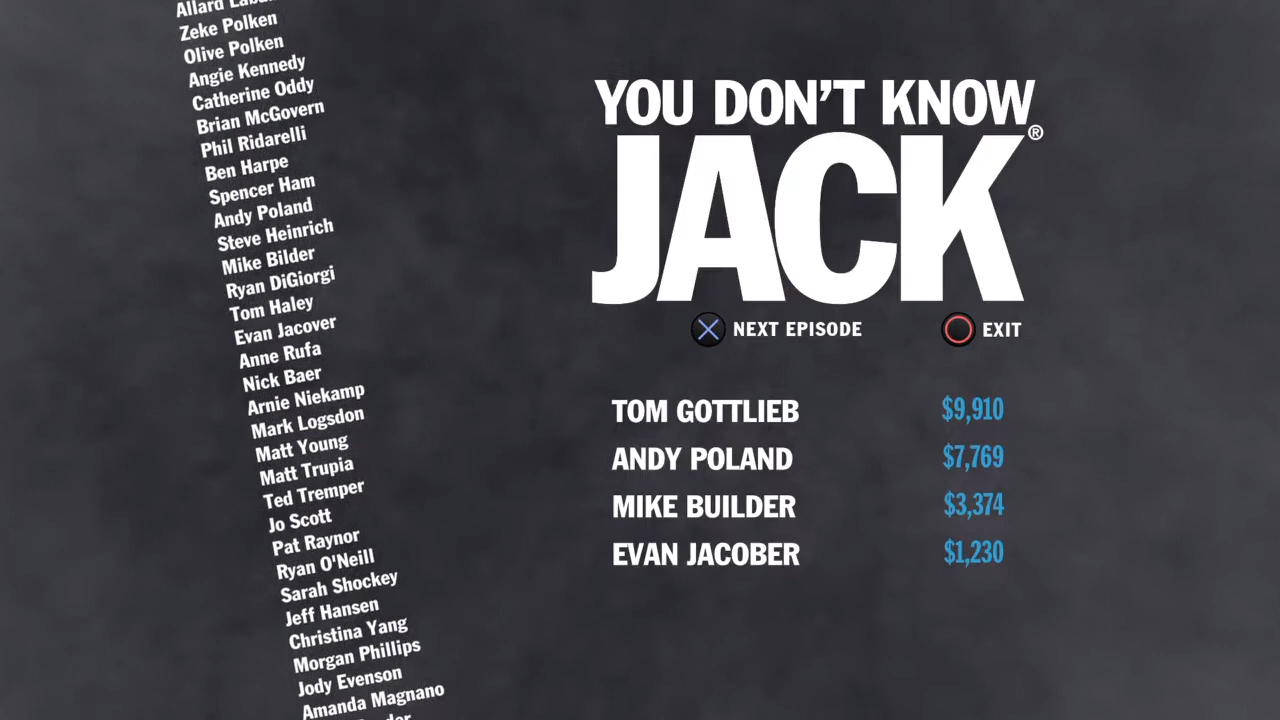 Allard
Zeke Polken
Olive Polken
Angie Kennedy
Catherine Oddy
Brian McGovern
Phil Ridarelli
Ben Harpe
Spencer Ham
Andy Poland
Steve Heinrich
Mike Bilder
Ryan DiGiorgi
Tom Haley
Evan Jacover
Anne Rufa
Nick Baer
Arnie Niekamp
Mark Logsdon
Matt Young
Matt Trupia
Ted Tremper
Jo Scott
Pat Raynor
Ryan O'Neill
Sarah Shockey
Jeff Hansen
Christina Yang
Morgan Phillips
Jody Evenson
Amanda Magnano
YOU DON'T KNOW
JACK®
NEXT EPISODE EXIT
TOM GOTTLIEB $9,910
ANDY POLAND $7,769
MIKE BUILDER $3,374
EVAN JACOBER $1,230